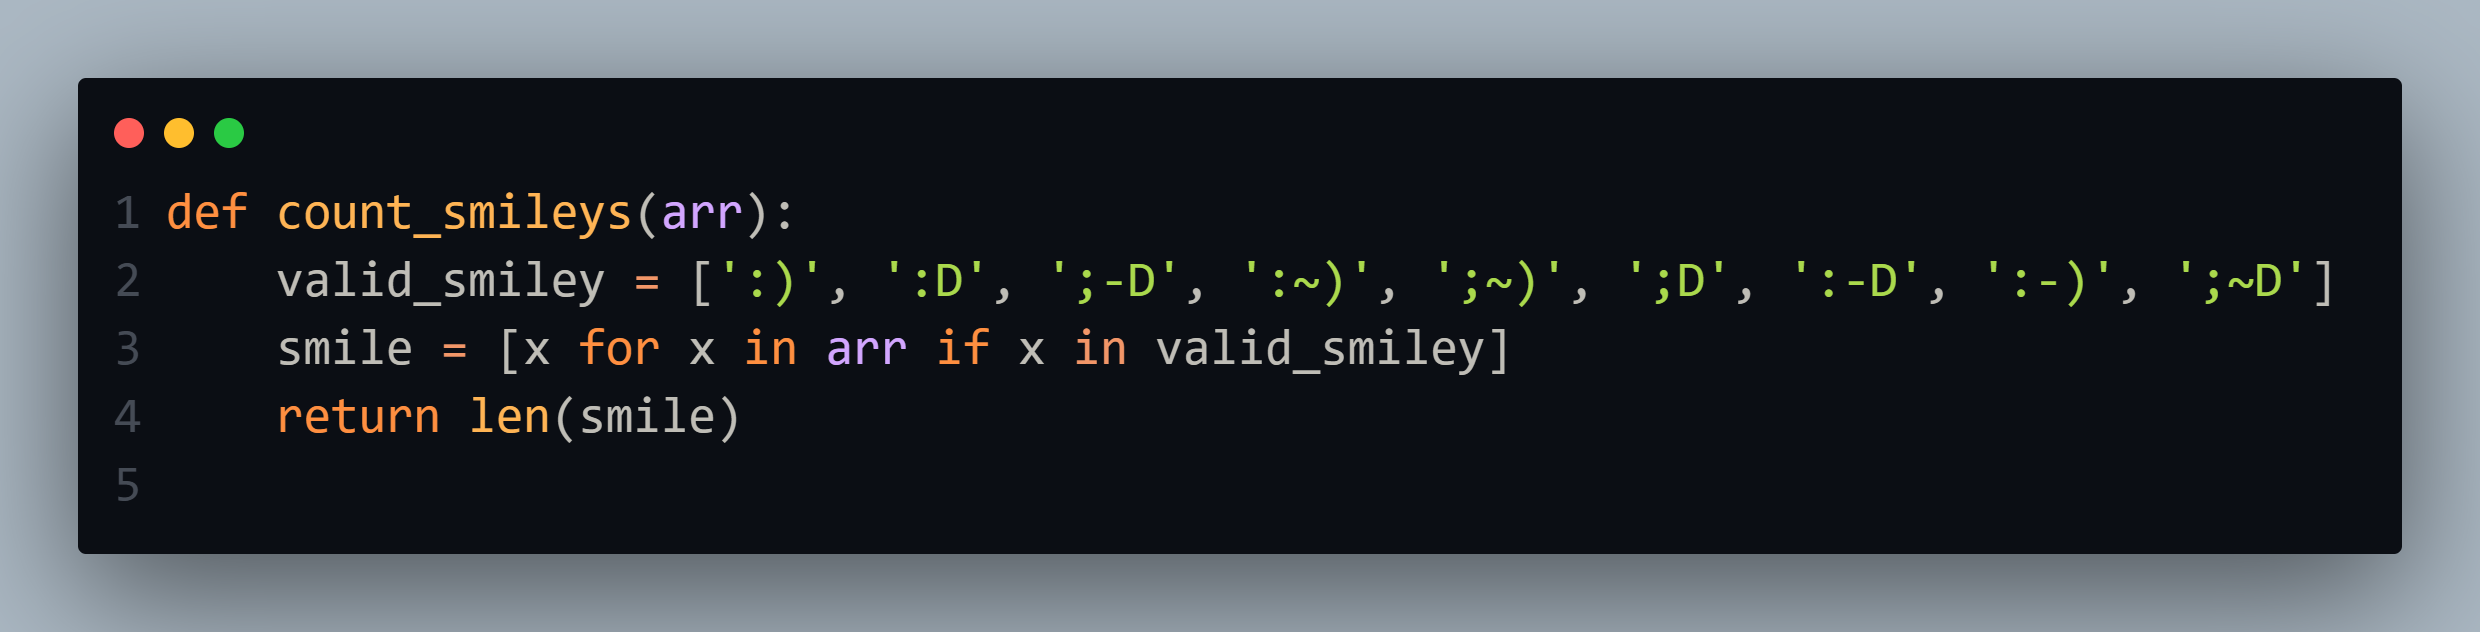 1 def count_smileys(arr):
2     valid_smiley = [':)', ':D', ';-D', ':~)', ';~)', ';D', ':-D', ':-)', ';~D']
3     smile = [x for x in arr if x in valid_smiley]
4     return len(smile)
5